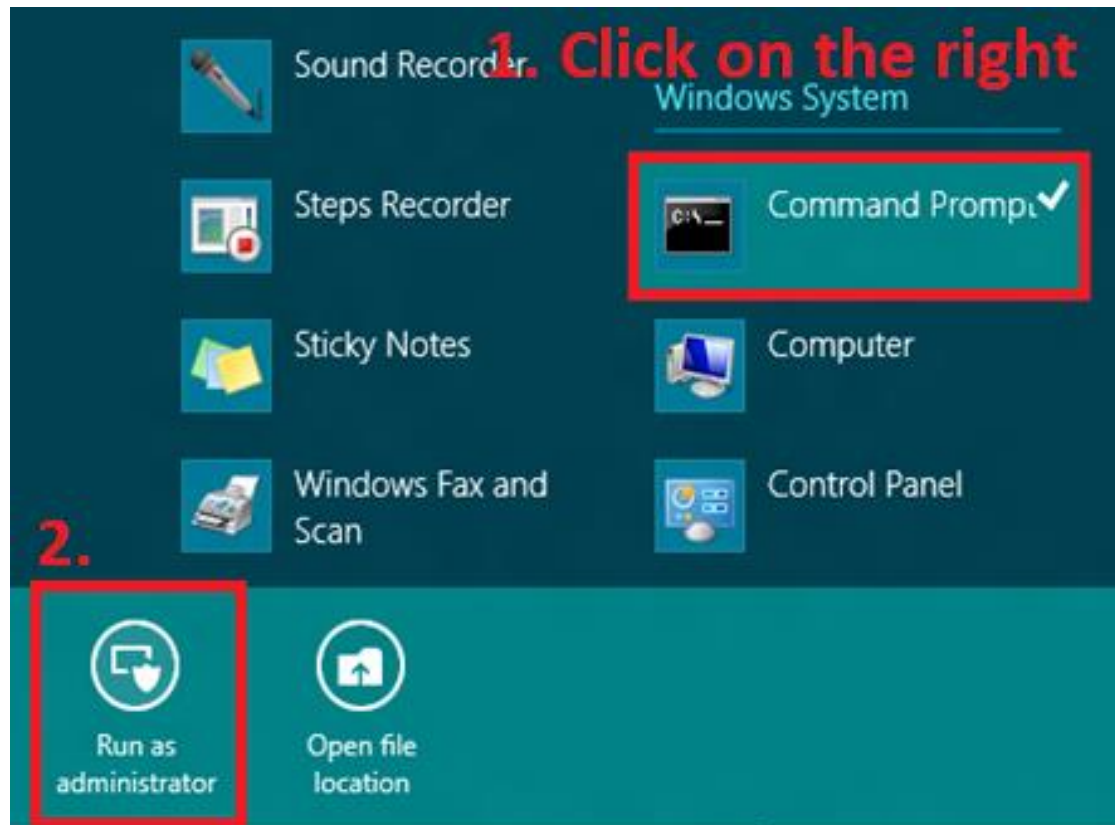 1. Click on the right
Sound Recorder
Windows System
Steps Recorder
Command Prompt
Sticky Notes
Computer
Windows Fax and
Scan
Control Panel
2.
Run as
administrator
Open file
location
C:\_